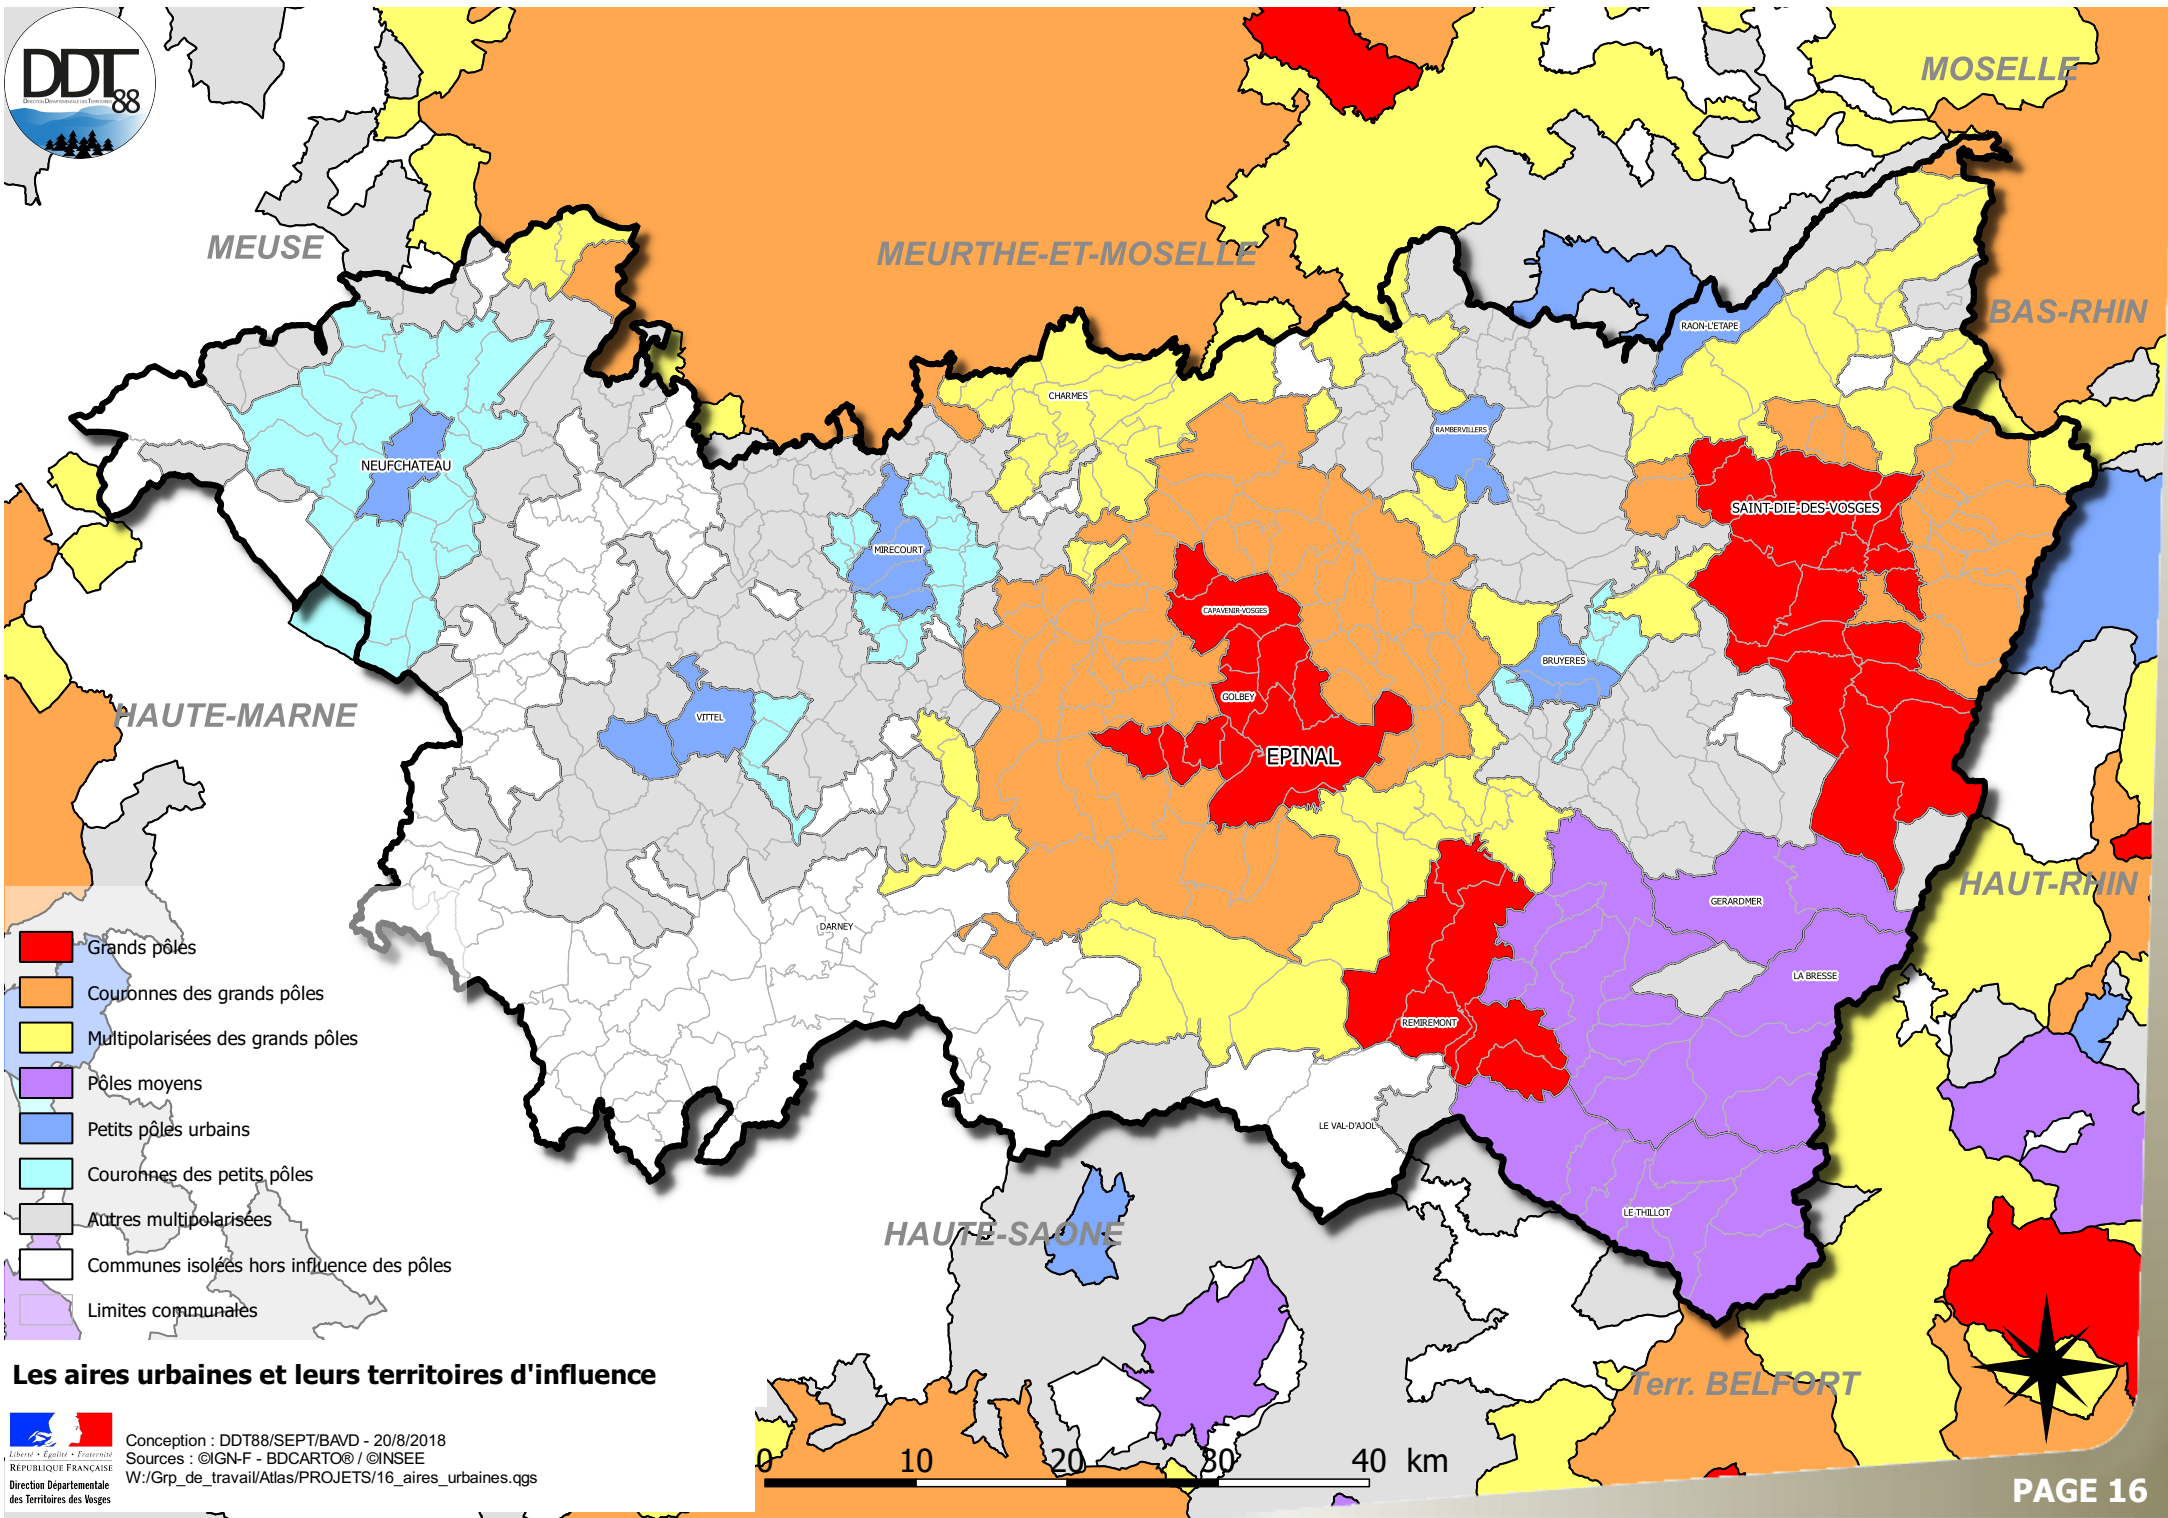 DDT
DIRECTION DÉPARTEMENTALE DES TERRITOIRES
88
MOSELLE
MEUSE
MEURTHE-ET-MOSELLE
BAS-RHIN
RAON-L'ETAPE
CHARMES
RAMBERVILLERS
NEUFCHATEAU
SAINT-DIE-DES-VOSGES
MIRECOURT
CAPAVENIR-VOSGES
BRUYERES
GOLBEY
VITTEL
HAUTE-MARNE
EPINAL
HAUT-RHIN
GERARDMER
DARNEY
LA BRESSE
REMIREMONT
LE VAL-D'AJOL
LE THILLOT
HAUTE-SAONE
Terr. BELFORT
Grands pôles
Couronnes des grands pôles
Multipolarisées des grands pôles
Pôles moyens
Petits pôles urbains
Couronnes des petits pôles
Autres multipolarisées
Communes isolées hors influence des pôles
Limites communales
Les aires urbaines et leurs territoires d'influence
Liberté • Égalité • Fraternité
RÉPUBLIQUE FRANÇAISE
Direction Départementale
des Territoires des Vosges
Conception : DDT88/SEPT/BAVD - 20/8/2018
Sources : ©IGN-F - BDCARTO® / ©INSEE
W:/Grp_de_travail/Atlas/PROJETS/16_aires_urbaines.qgs
0 10 20 30 40 km
PAGE 16